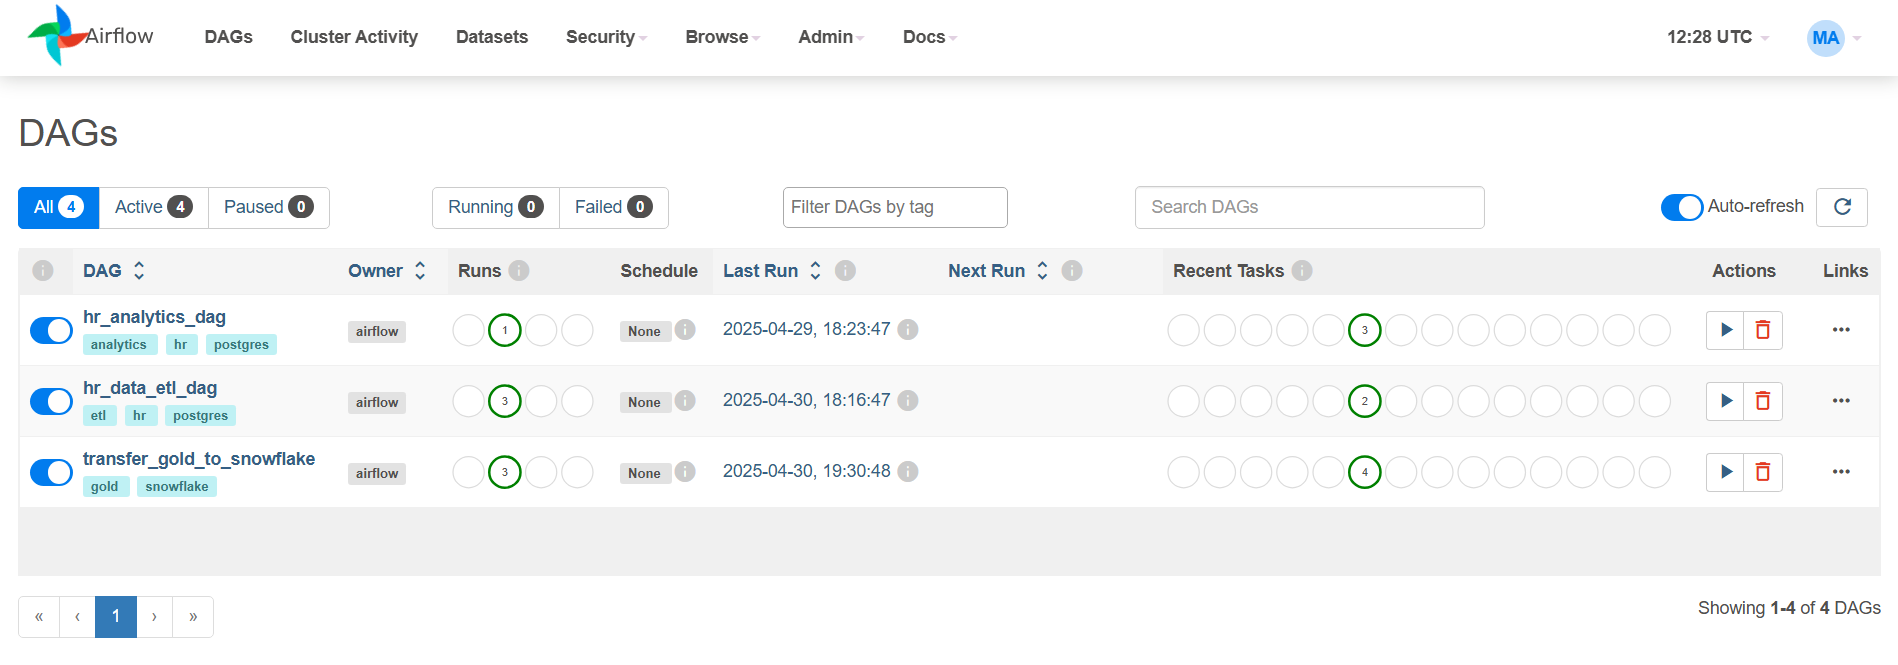 Airflow DAGs Cluster Activity Datasets Security Browse Admin Docs 12:28 UTC MA
DAGs
All 4 Active 4 Paused 0 Running 0 Failed 0 Filter DAGs by tag Search DAGs Auto-refresh
i DAG Owner Runs i Schedule Last Run i Next Run i Recent Tasks i Actions Links
hr_analytics_dag
airflow 1 None i 2025-04-29, 18:23:47 i 3
analytics hr postgres
hr_data_etl_dag
airflow 3 None i 2025-04-30, 18:16:47 i 2
etl hr postgres
transfer_gold_to_snowflake
airflow 3 None i 2025-04-30, 19:30:48 i 4
gold snowflake
« ‹ 1 › » Showing 1-4 of 4 DAGs